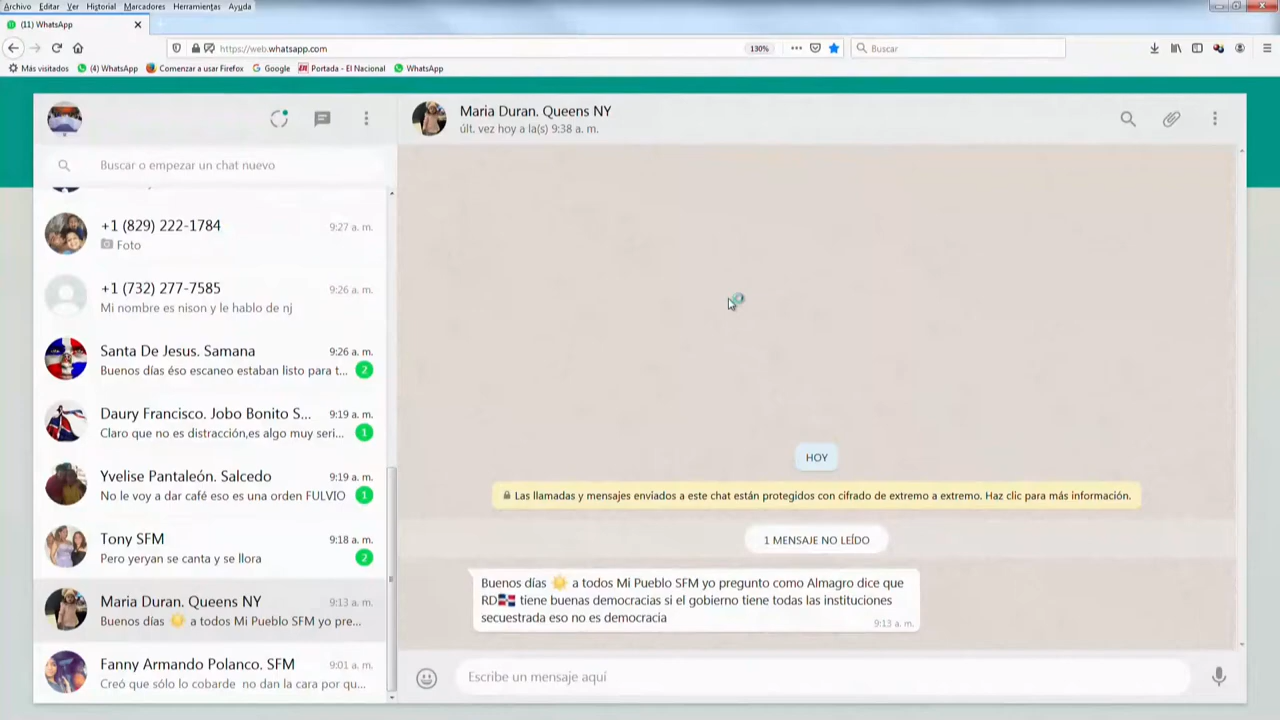 Archivo Editar Ver Historial Marcadores Herramientas Ayuda
(11) WhatsApp
https://web.whatsapp.com
130%
Buscar
Más visitados (4) WhatsApp Comenzar a usar Firefox Google Portada - El Nacional WhatsApp
Buscar o empezar un chat nuevo
+1 (829) 222-1784 9:27 a. m.
Foto
+1 (732) 277-7585 9:26 a. m.
Mi nombre es nison y le hablo de nj
Santa De Jesus. Samana 9:26 a. m.
Buenos días éso escaneo estaban listo para t... 2
Daury Francisco. Jobo Bonito S... 9:19 a. m.
Claro que no es distracción,es algo muy seri... 1
Yvelise Pantaleón. Salcedo 9:19 a. m.
No le voy a dar café eso es una orden FULVIO 1
Tony SFM 9:18 a. m.
Pero yeryan se canta y se llora 2
Maria Duran. Queens NY 9:13 a. m.
Buenos días ☀️ a todos Mi Pueblo SFM yo pre...
Fanny Armando Polanco. SFM 9:01 a. m.
Creó que sólo lo cobarde no dan la cara por qu...
Maria Duran. Queens NY
últ. vez hoy a la(s) 9:38 a. m.
HOY
Las llamadas y mensajes enviados a este chat están protegidos con cifrado de extremo a extremo. Haz clic para más información.
1 MENSAJE NO LEÍDO
Buenos días ☀️ a todos Mi Pueblo SFM yo pregunto como Almagro dice que
RD🇩🇴 tiene buenas democracias si el gobierno tiene todas las instituciones
secuestrada eso no es democracia
9:13 a. m.
Escribe un mensaje aquí